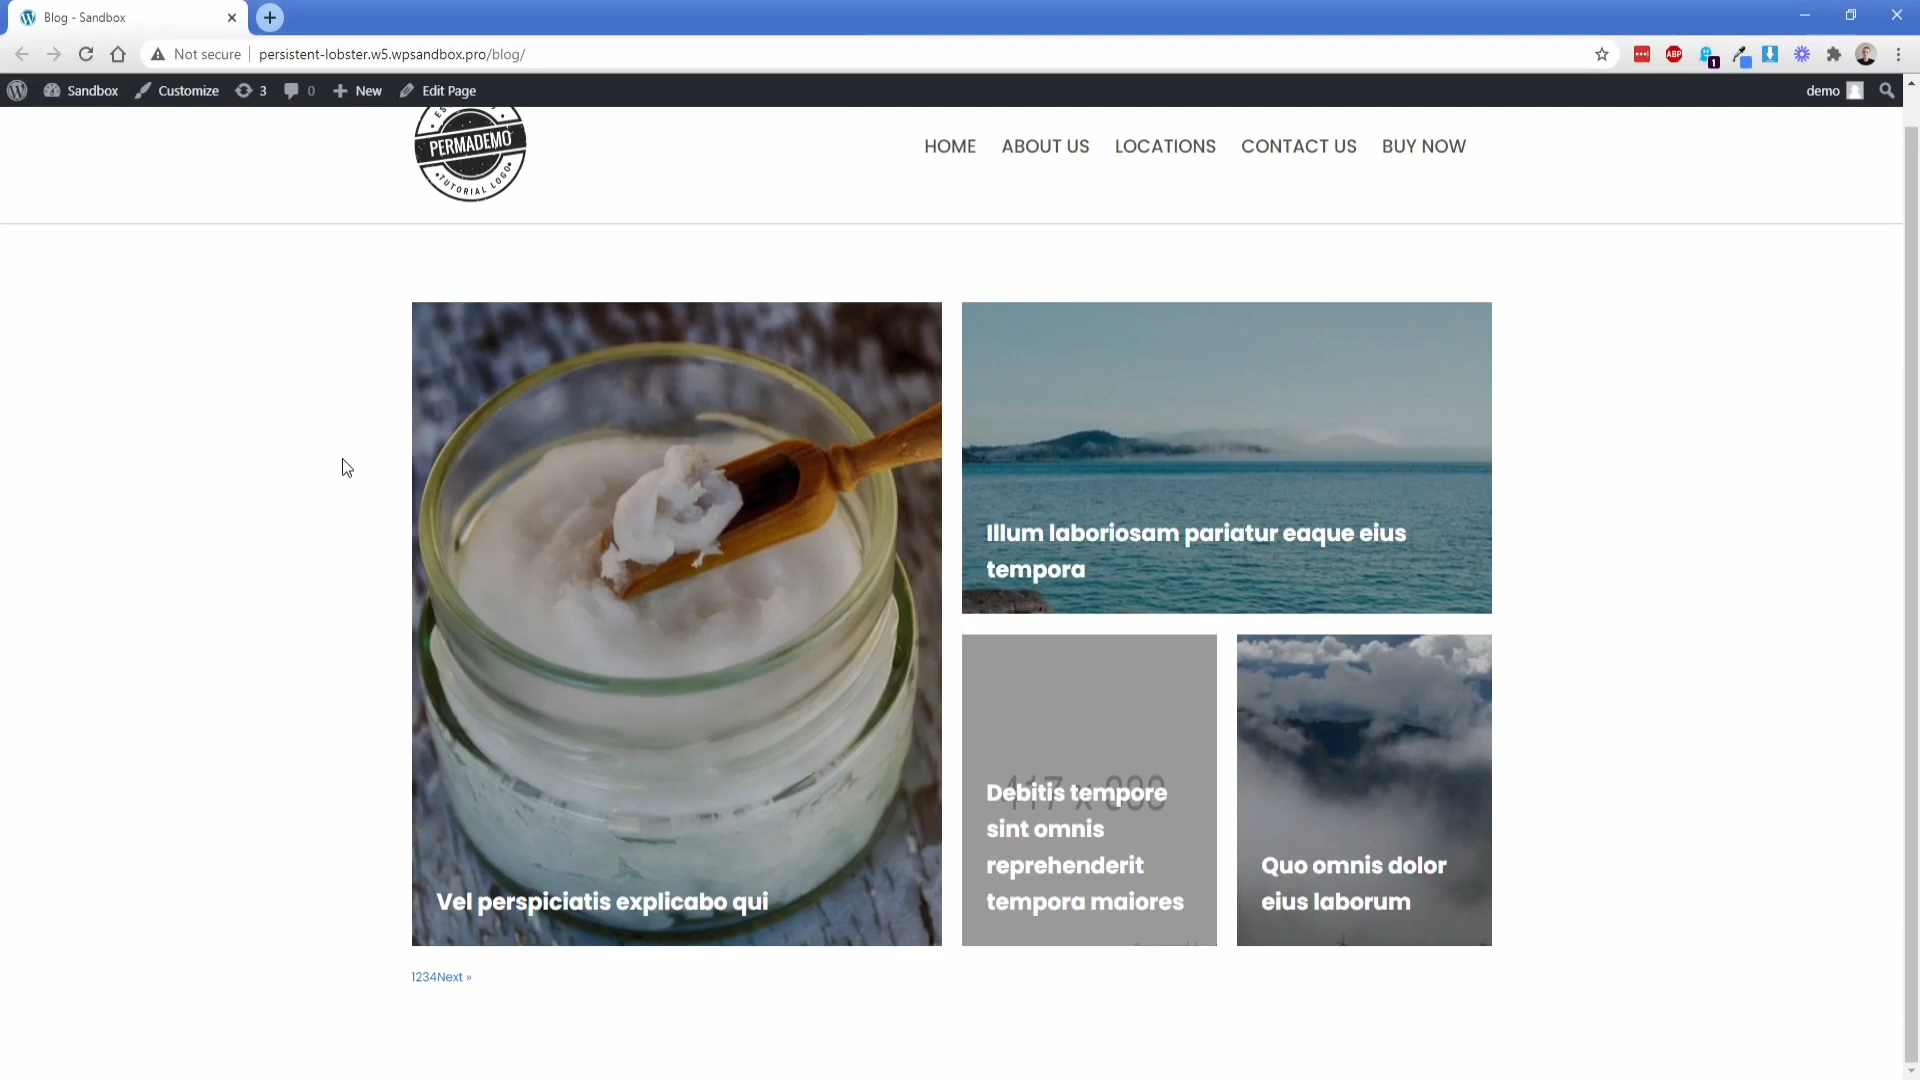 Blog - Sandbox
Not secure
persistent-lobster.w5.wpsandbox.pro/blog/
ABP
1
Sandbox
Customize
3
0
New
Edit Page
demo
PERMADEMO
TUTORIAL LOGO
HOME
ABOUT US
LOCATIONS
CONTACT US
BUY NOW
Illum laboriosam pariatur eaque eius
tempora
Debitis tempore
sint omnis
reprehenderit
tempora maiores
Quo omnis dolor
eius laborum
Vel perspiciatis explicabo qui
1234Next »